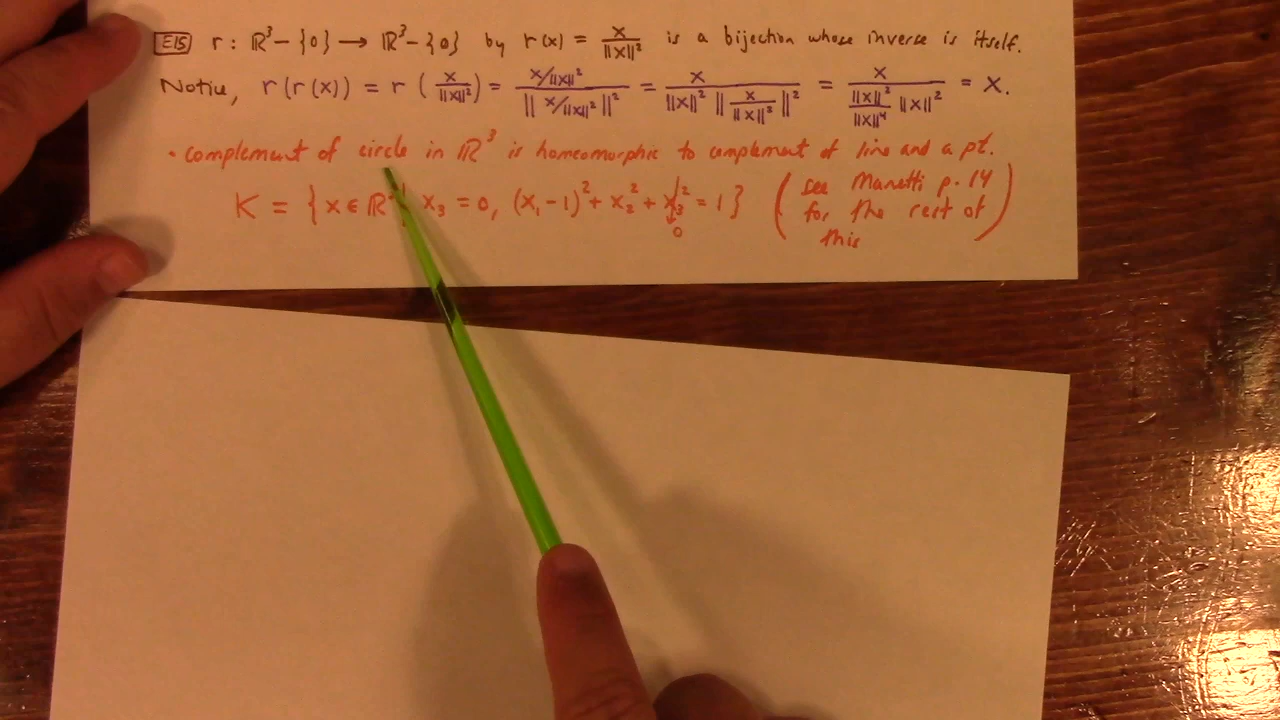 E15 r : ℝ³ − {0} → ℝ³ − {0} by r(x) = x/‖x‖² is a bijection whose inverse is itself.
Notice, r(r(x)) = r(x/‖x‖²) = (x/‖x‖²)/(‖x/‖x‖²‖²) = x/(‖x‖² ‖x/‖x‖²‖²) = x/((‖x‖²/‖x‖⁴)‖x‖²) = x.
• complement of circle in ℝ³ is homeomorphic to complement of line and a pt.
K = {x ∈ ℝ³ | x₃ = 0, (x₁ − 1)² + x₂² + x₃² = 1} (see Manetti p. 14
0 for the rest of
this)